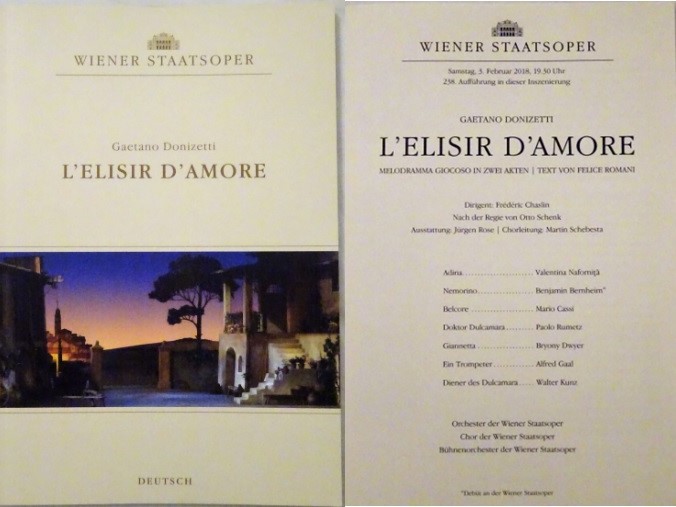 WIENER STAATSOPER
Gaetano Donizetti
L'ELISIR D'AMORE
DEUTSCH
WIENER STAATSOPER
Samstag, 3. Februar 2018, 19.30 Uhr
238. Aufführung in dieser Inszenierung
GAETANO DONIZETTI
L'ELISIR D'AMORE
MELODRAMMA GIOCOSO IN ZWEI AKTEN | TEXT VON FELICE ROMANI
Dirigent: Frédéric Chaslin
Nach der Regie von Otto Schenk
Ausstattung: Jürgen Rose | Chorleitung: Martin Schebesta
Adina ........................ Valentina Naforniţă
Nemorino ................... Benjamin Bernheim*
Belcore ...................... Mario Cassi
Doktor Dulcamara ......... Paolo Rumetz
Giannetta ................... Bryony Dwyer
Ein Trompeter .............. Alfred Gaal
Diener des Dulcamara ..... Walter Kunz
Orchester der Wiener Staatsoper
Chor der Wiener Staatsoper
Bühnenorchester der Wiener Staatsoper
*Debüt an der Wiener Staatsoper